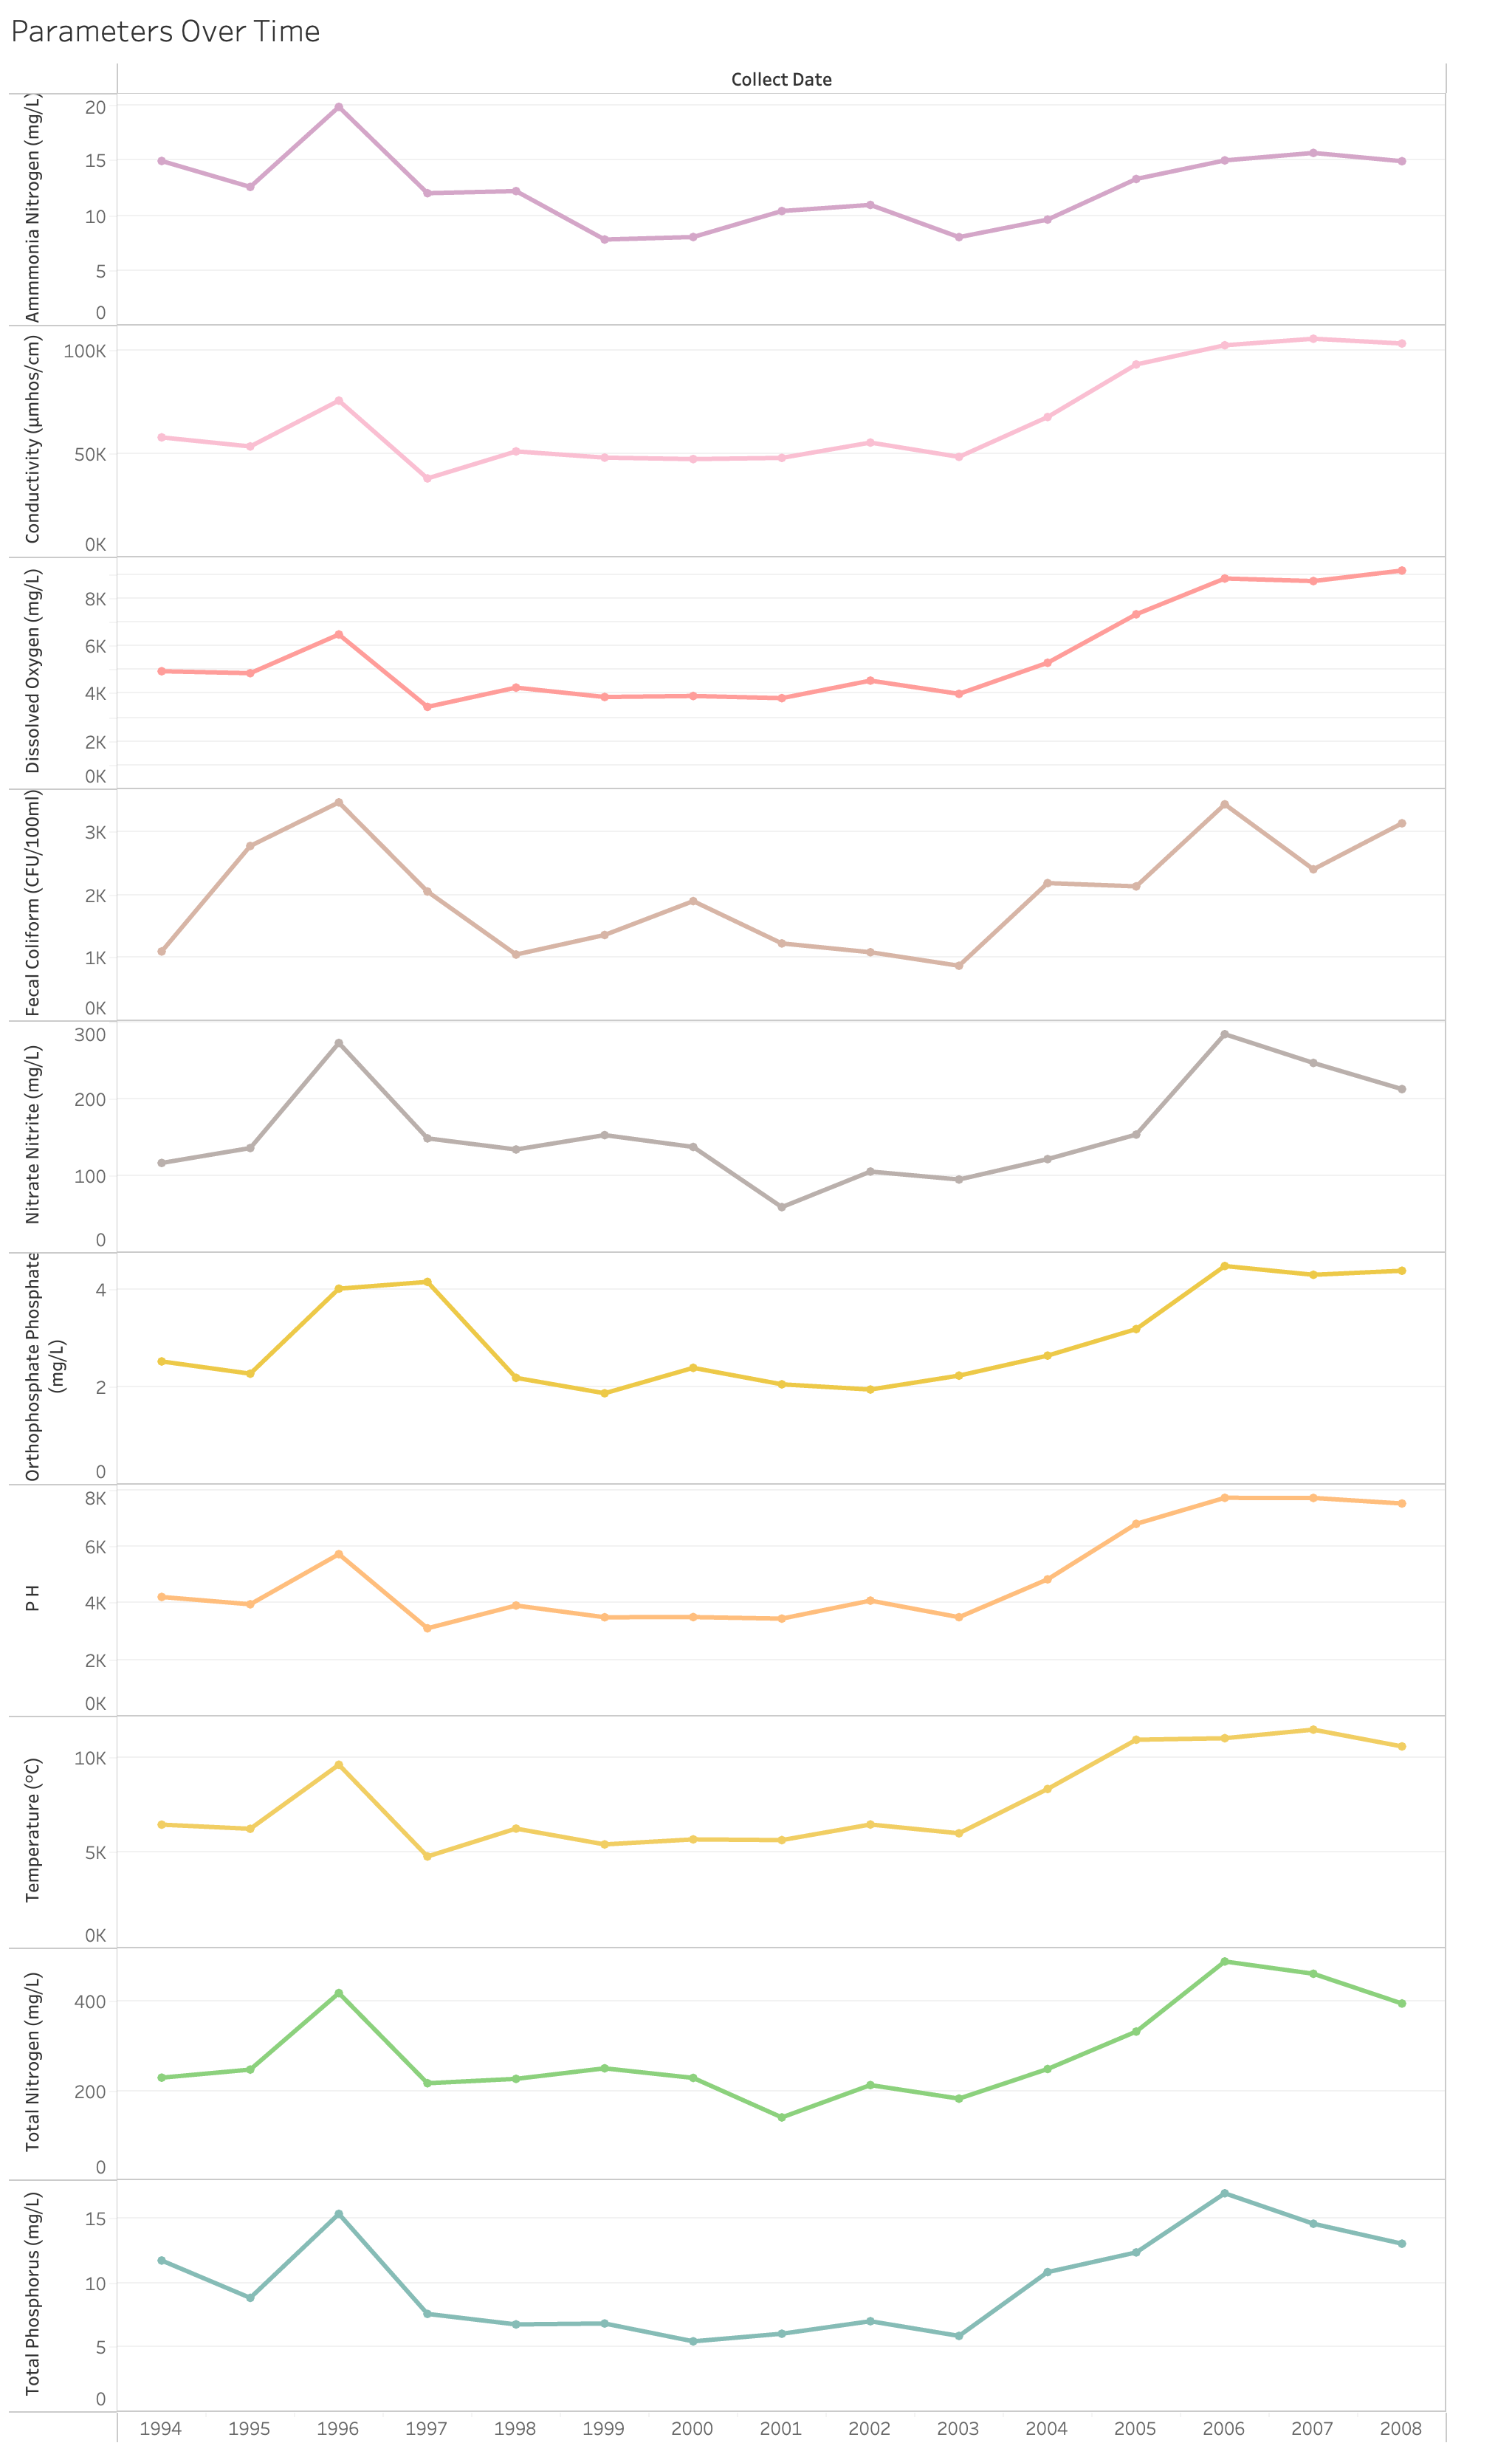 Parameters Over Time
Collect Date
Ammmonia Nitrogen (mg/L)
20
15
10
5
0
Conductivity (µmhos/cm)
100K
50K
0K
Dissolved Oxygen (mg/L)
8K
6K
4K
2K
0K
Fecal Coliform (CFU/100ml)
3K
2K
1K
0K
Nitrate Nitrite (mg/L)
300
200
100
0
Orthophosphate Phosphate
(mg/L)
4
2
0
P H
8K
6K
4K
2K
0K
Temperature (°C)
10K
5K
0K
Total Nitrogen (mg/L)
400
200
0
Total Phosphorus (mg/L)
15
10
5
0
1994 1995 1996 1997 1998 1999 2000 2001 2002 2003 2004 2005 2006 2007 2008